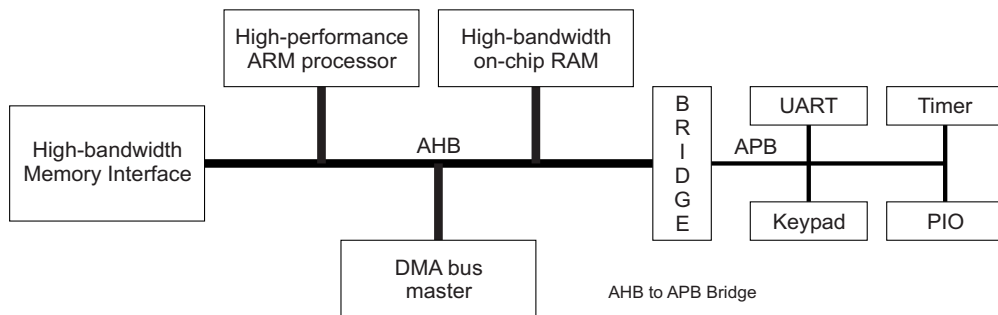 High-performance
ARM processor
High-bandwidth
on-chip RAM
High-bandwidth
Memory Interface
AHB
B
R
I
D
G
E
APB
UART
Timer
Keypad
PIO
DMA bus
master
AHB to APB Bridge